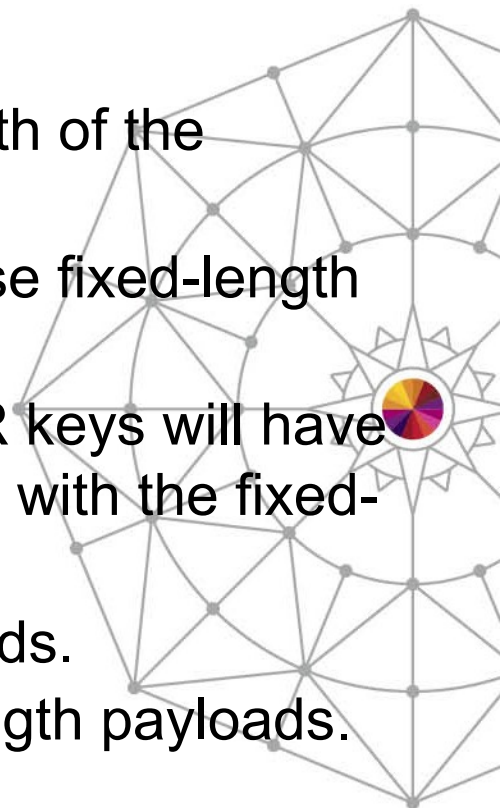 th of the
se fixed-length
R keys will have
with the fixed-
ds.
gth payloads.